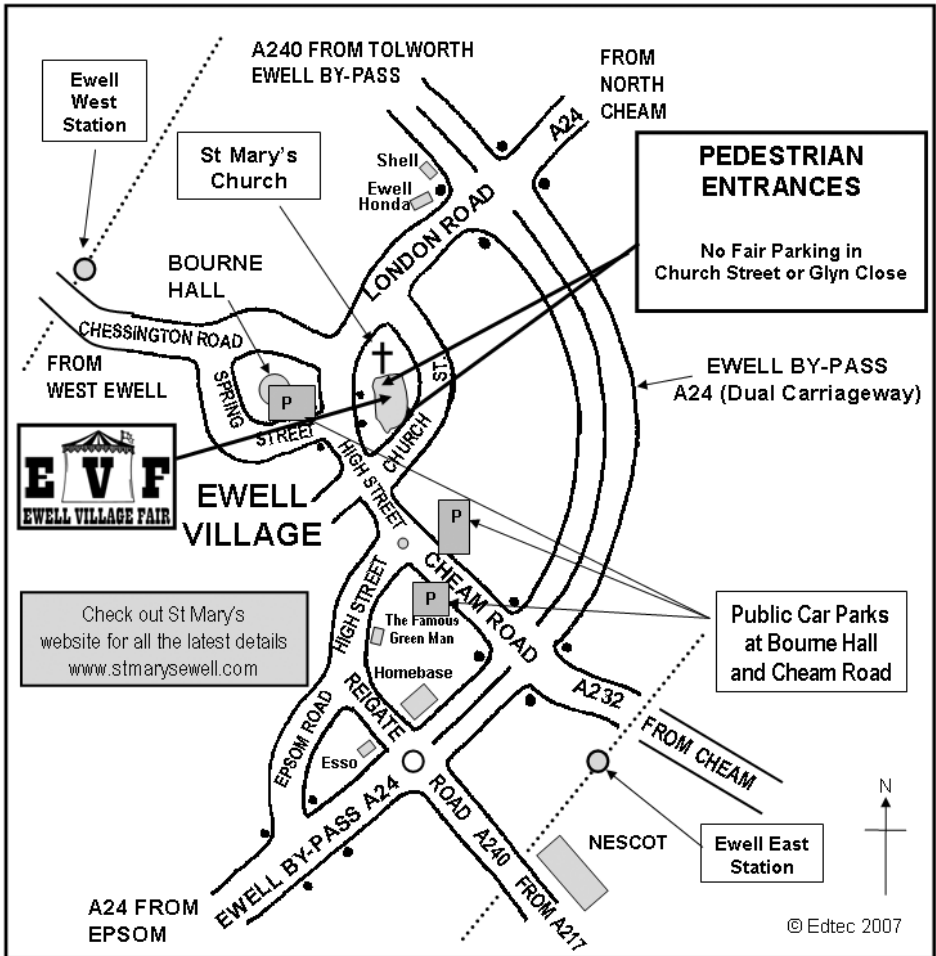 A240 FROM TOLWORTH
EWELL BY-PASS
FROM
NORTH
CHEAM
A24
Ewell
West
Station
St Mary's
Church
Shell
Ewell
Honda
LONDON ROAD
PEDESTRIAN
ENTRANCES
No Fair Parking in
Church Street or Glyn Close
BOURNE
HALL
CHESSINGTON ROAD
FROM
WEST EWELL
SPRING
STREET
P
CHURCH
ST
EWELL BY-PASS
A24 (Dual Carriageway)
E V F
EWELL VILLAGE FAIR
HIGH STREET
EWELL
VILLAGE
P
CHEAM ROAD
P
HIGH STREET
The Famous
Green Man
Homebase
Check out St Mary's
website for all the latest details
www.stmarysewell.com
Public Car Parks
at Bourne Hall
and Cheam Road
A232
FROM CHEAM
REIGATE
ROAD
A240
FROM A217
EPSOM ROAD
Esso
EWELL BY-PASS A24
NESCOT
Ewell East
Station
N
A24 FROM
EPSOM
© Edtec 2007